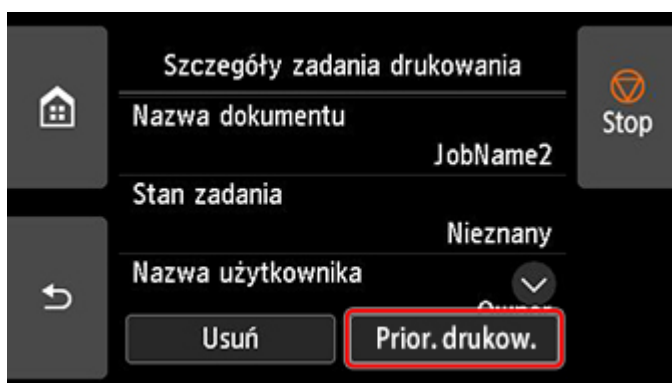 Szczegóły zadania drukowania
Nazwa dokumentu
JobName2
Stan zadania
Nieznany
Nazwa użytkownika
Usuń
Prior. drukow.
Stop